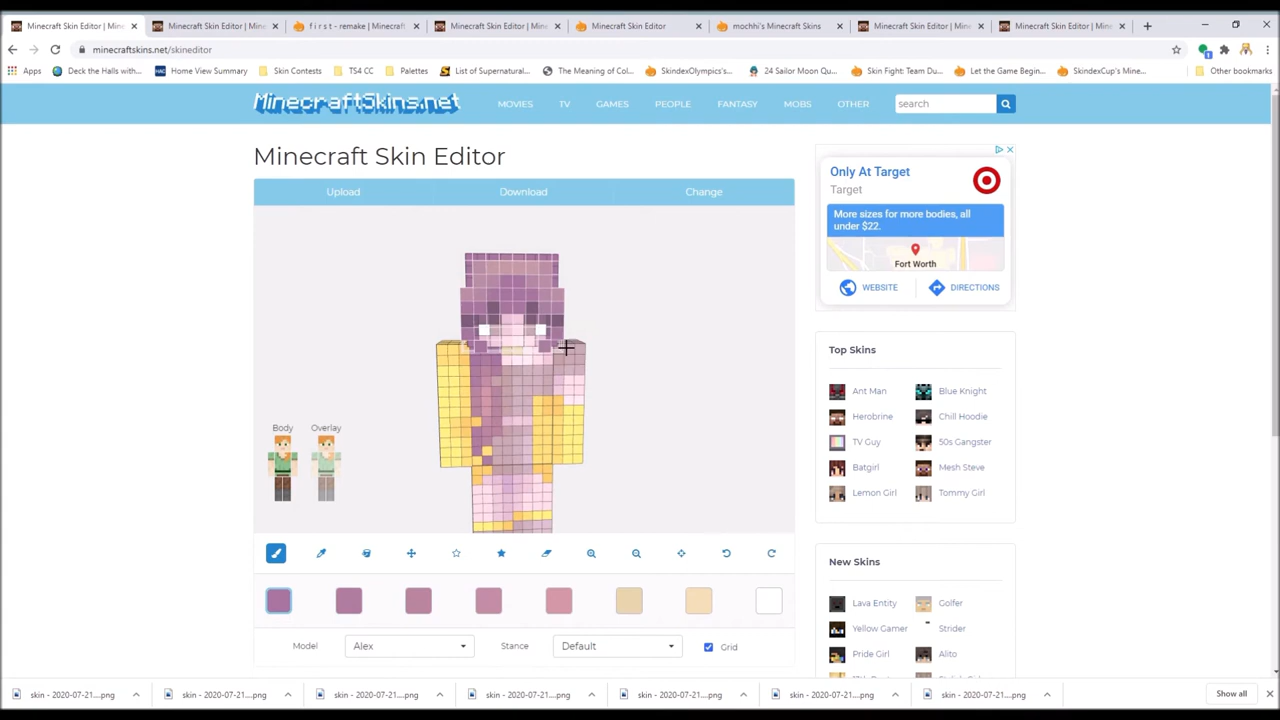 Minecraft Skin Editor
Minecraft Skin Editor | Min
f i r s t - remake | Minecraft
Minecraft Skin Editor | Min
Minecraft Skin Editor
mochhi's Minecraft Skins
Minecraft Skin Editor | Min
Minecraft Skin Editor | Min
minecraftskins.net/skineditor
Apps
Deck the Halls with...
Home View Summary
Skin Contests
TS4 CC
Palettes
List of Supernatural...
The Meaning of Col...
SkindexOlympics's...
24 Sailor Moon Qu...
Skin Fight: Team Du...
Let the Game Begin...
SkindexCup's Mine...
Other bookmarks
MinecraftSkins.net
MOVIES
TV
GAMES
PEOPLE
FANTASY
MOBS
OTHER
search
Minecraft Skin Editor
Upload
Download
Change
Body
Overlay
Model
Alex
Stance
Default
Grid
Only At Target
Target
More sizes for more bodies, all
under $22.
Fort Worth
WEBSITE
DIRECTIONS
Top Skins
Ant Man
Blue Knight
Herobrine
Chill Hoodie
TV Guy
50s Gangster
Batgirl
Mesh Steve
Lemon Girl
Tommy Girl
New Skins
Lava Entity
Golfer
Yellow Gamer
Strider
Pride Girl
Alito
skin - 2020-07-21....png
skin - 2020-07-21....png
skin - 2020-07-21....png
skin - 2020-07-21....png
skin - 2020-07-21....png
skin - 2020-07-21....png
skin - 2020-07-21....png
Show all